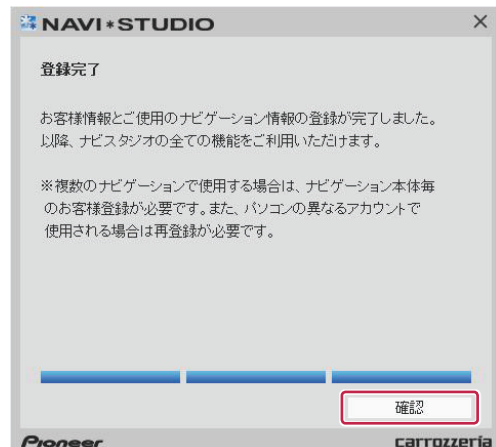 NAVI*STUDIO
登録完了
お客様情報とご使用のナビゲーション情報の登録が完了しました。
以降、ナビスタジオの全ての機能をご利用いただけます。
※複数のナビゲーションで使用する場合は、ナビゲーション本体毎
のお客様登録が必要です。また、パソコンの異なるアカウントで
使用される場合は再登録が必要です。
確認
Pioneer carrozzeria